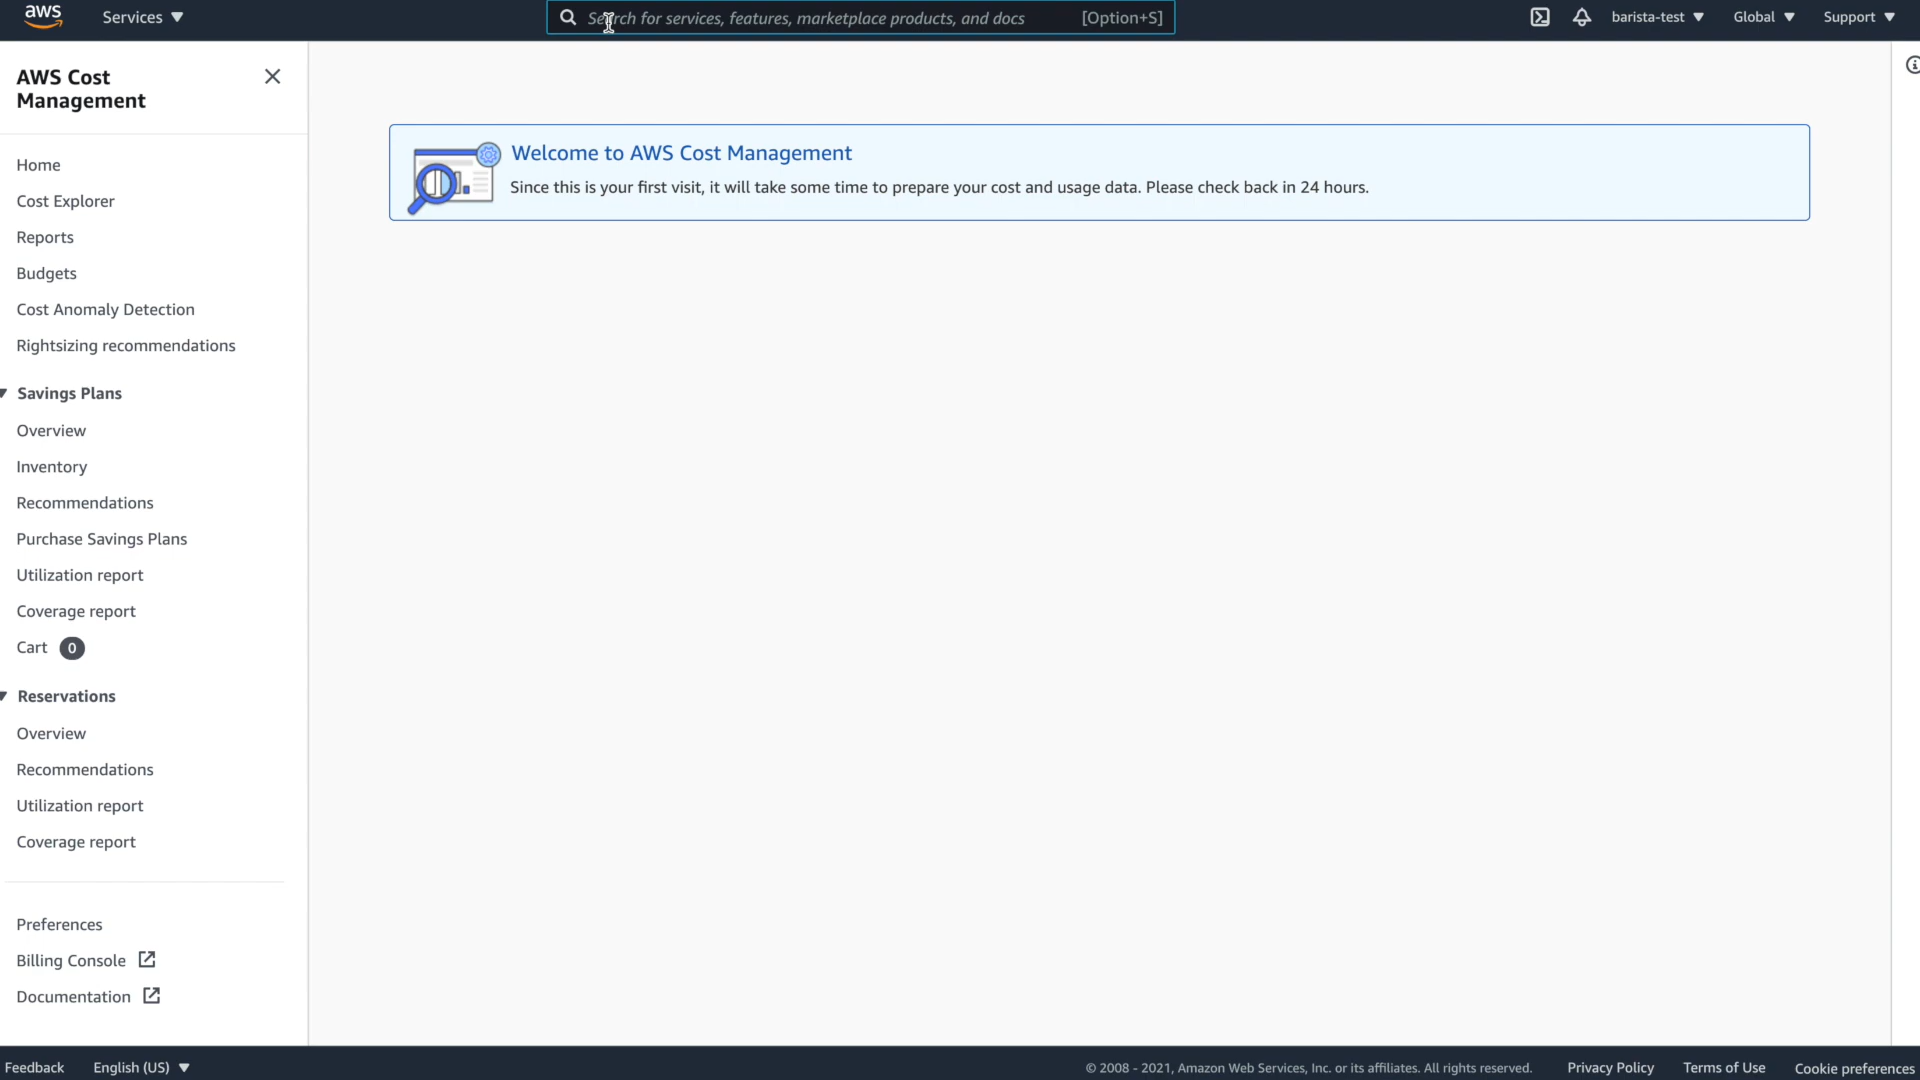 aws
Services
Search for services, features, marketplace products, and docs
[Option+S]
barista-test
Global
Support
AWS Cost
Management
Home
Cost Explorer
Reports
Budgets
Cost Anomaly Detection
Rightsizing recommendations
Savings Plans
Overview
Inventory
Recommendations
Purchase Savings Plans
Utilization report
Coverage report
Cart 0
Reservations
Overview
Recommendations
Utilization report
Coverage report
Preferences
Billing Console
Documentation
Welcome to AWS Cost Management
Since this is your first visit, it will take some time to prepare your cost and usage data. Please check back in 24 hours.
Feedback
English (US)
© 2008 - 2021, Amazon Web Services, Inc. or its affiliates. All rights reserved.
Privacy Policy
Terms of Use
Cookie preferences